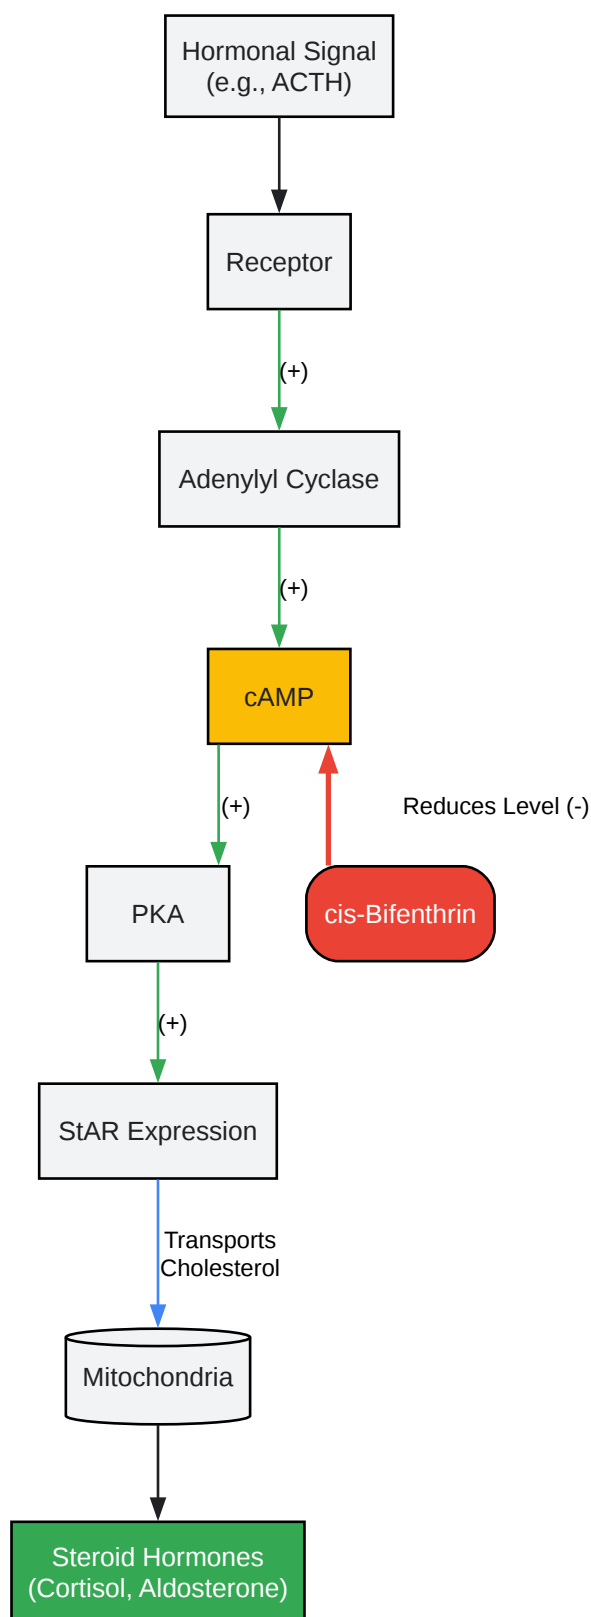 Hormonal Signal
(e.g., ACTH)
Receptor
(+)
Adenylyl Cyclase
(+)
cAMP
(+)
Reduces Level (-)
PKA
cis-Bifenthrin
(+)
StAR Expression
Transports
Cholesterol
Mitochondria
Steroid Hormones
(Cortisol, Aldosterone)